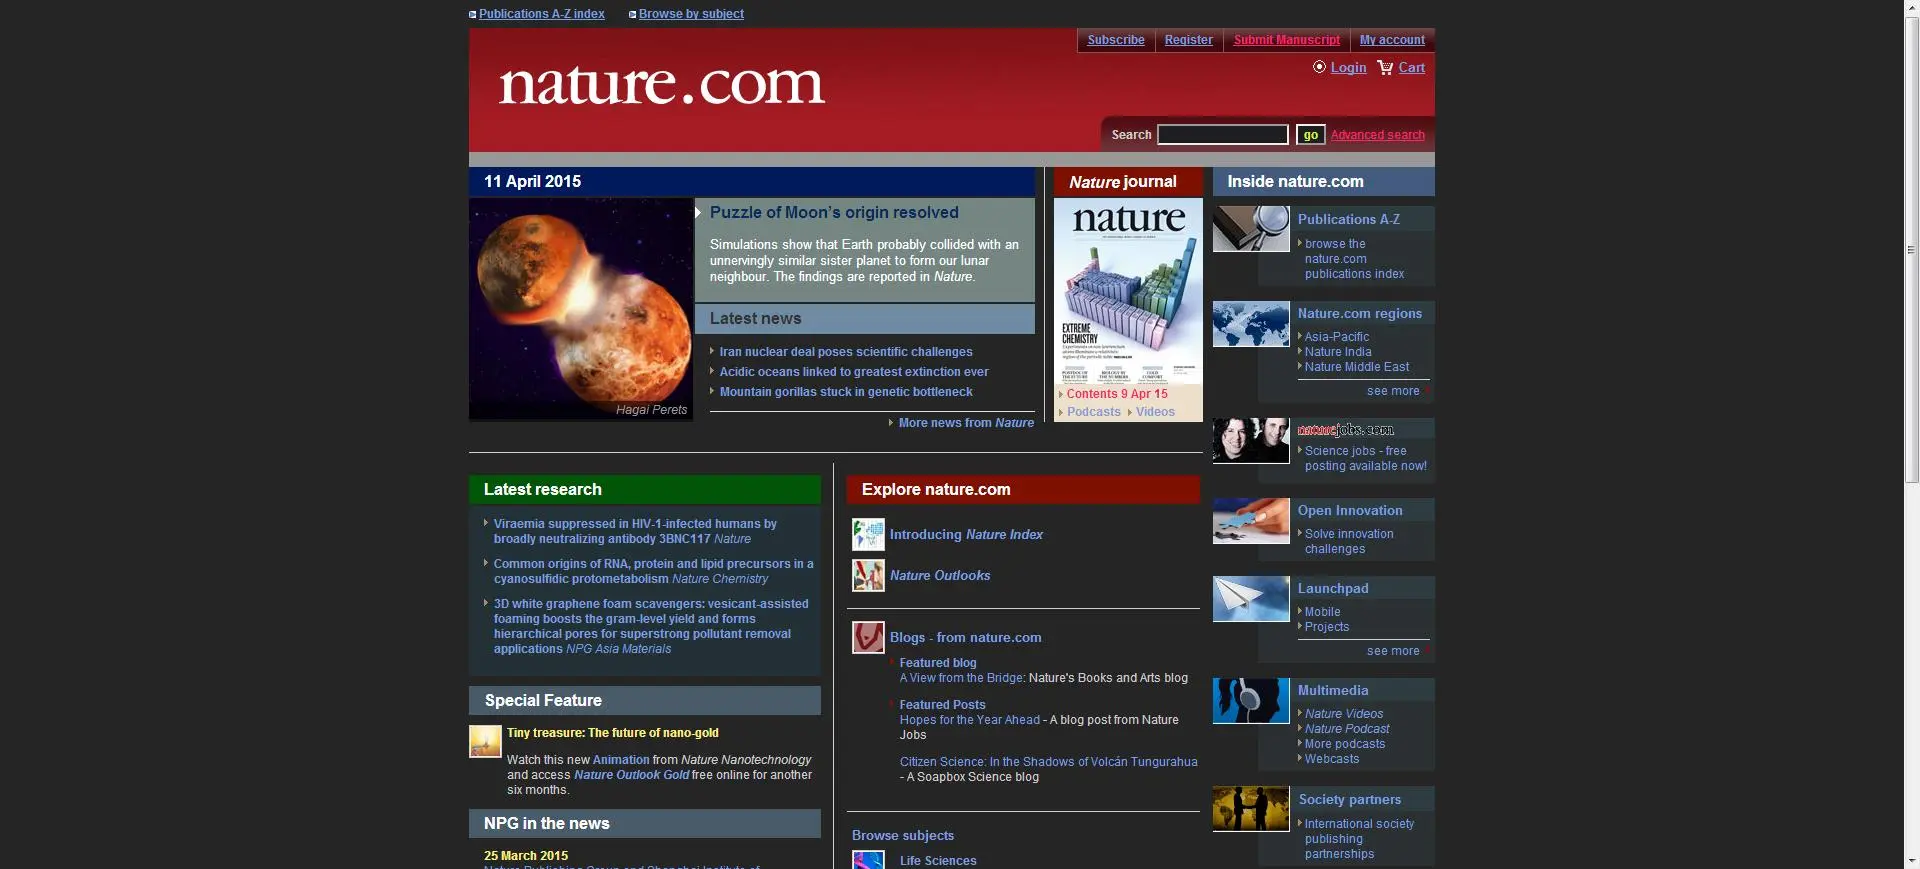 Publications A-Z index
Browse by subject
Subscribe
Register
Submit Manuscript
My account
nature.com
Login
Cart
Search
go
Advanced search
11 April 2015
Puzzle of Moon’s origin resolved
Simulations show that Earth probably collided with an
unnervingly similar sister planet to form our lunar
neighbour. The findings are reported in Nature.
Hagai Perets
Latest news
Iran nuclear deal poses scientific challenges
Acidic oceans linked to greatest extinction ever
Mountain gorillas stuck in genetic bottleneck
More news from Nature
Nature journal
nature
EXTREME
CHEMISTRY
Contents 9 Apr 15
Podcasts
Videos
Latest research
Viraemia suppressed in HIV-1-infected humans by
broadly neutralizing antibody 3BNC117 Nature
Common origins of RNA, protein and lipid precursors in a
cyanosulfidic protometabolism Nature Chemistry
3D white graphene foam scavengers: vesicant-assisted
foaming boosts the gram-level yield and forms
hierarchical pores for superstrong pollutant removal
applications NPG Asia Materials
Special Feature
Tiny treasure: The future of nano-gold
Watch this new Animation from Nature Nanotechnology
and access Nature Outlook Gold free online for another
six months.
NPG in the news
25 March 2015
Nature Publishing Group and Shanghai Institute of
Explore nature.com
Introducing Nature Index
Nature Outlooks
Blogs - from nature.com
Featured blog
A View from the Bridge: Nature's Books and Arts blog
Featured Posts
Hopes for the Year Ahead - A blog post from Nature
Jobs
Citizen Science: In the Shadows of Volcán Tungurahua
- A Soapbox Science blog
Browse subjects
Life Sciences
Inside nature.com
Publications A-Z
browse the
nature.com
publications index
Nature.com regions
Asia-Pacific
Nature India
Nature Middle East
see more
naturejobs.com
Science jobs - free
posting available now!
Open Innovation
Solve innovation
challenges
Launchpad
Mobile
Projects
see more
Multimedia
Nature Videos
Nature Podcast
More podcasts
Webcasts
Society partners
International society
publishing
partnerships